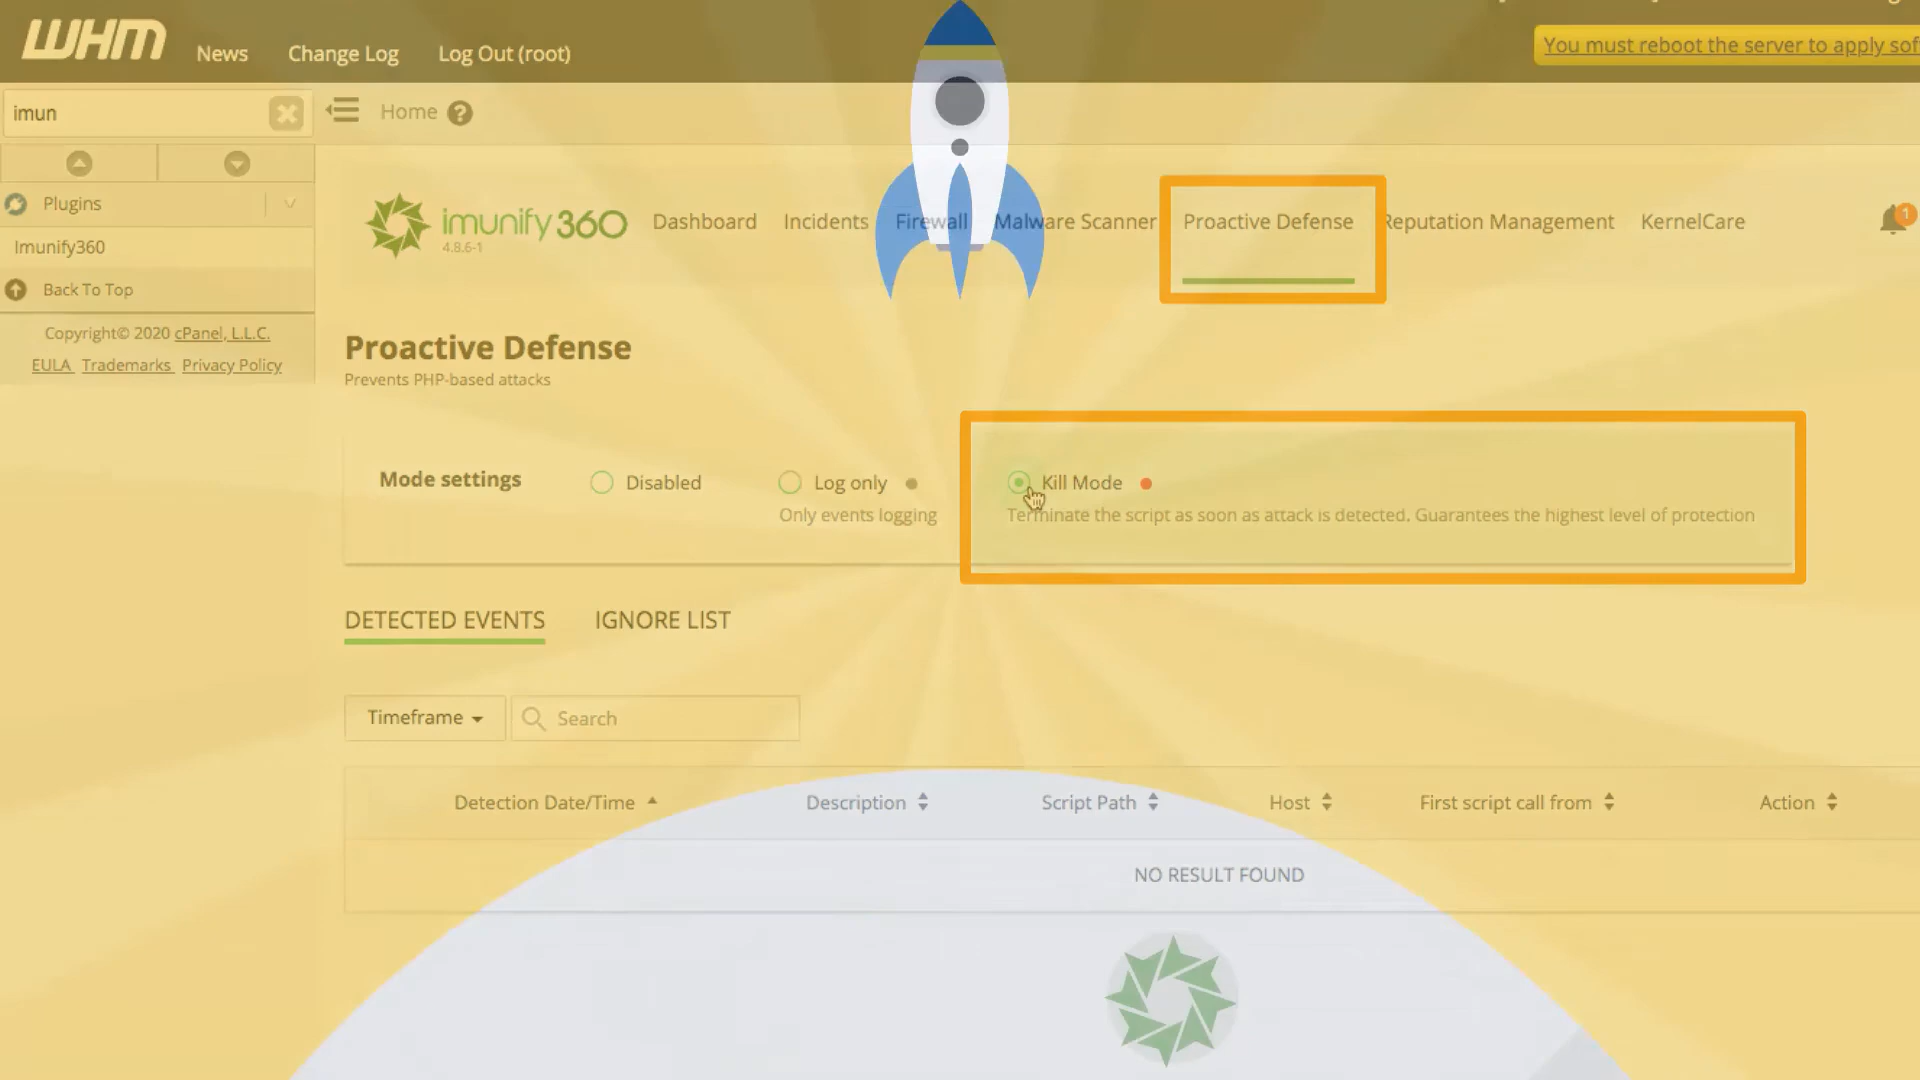 WHM News Change Log Log Out (root)
You must reboot the server to apply sof
imun
Home ?
Plugins
Imunify360
Back To Top
Copyright© 2020 cPanel, L.L.C.
EULA Trademarks Privacy Policy
imunify360 Dashboard Incidents Firewall Malware Scanner Proactive Defense Reputation Management KernelCare 1
4.8.6-1
Proactive Defense
Prevents PHP-based attacks
Mode settings Disabled Log only Kill Mode
Only events logging Terminate the script as soon as attack is detected. Guarantees the highest level of protection
DETECTED EVENTS IGNORE LIST
Timeframe Search
Detection Date/Time Description Script Path Host First script call from Action
NO RESULT FOUND